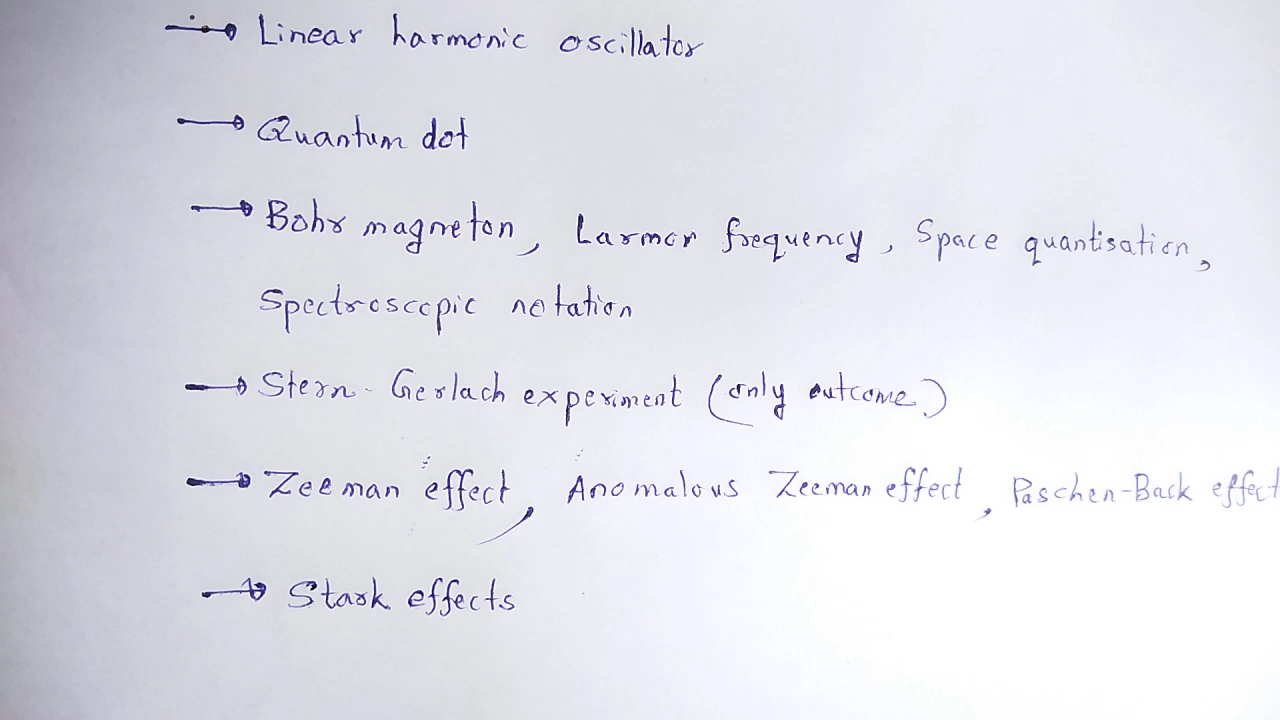 → Linear harmonic oscillator
→ Quantum dot
→ Bohr magneton, Larmor frequency, Space quantisation,
Spectroscopic notation
→ Stern-Gerlach experiment (only outcome)
→ Zeeman effect, Anomalous Zeeman effect, Paschen-Back effect
→ Stark effects